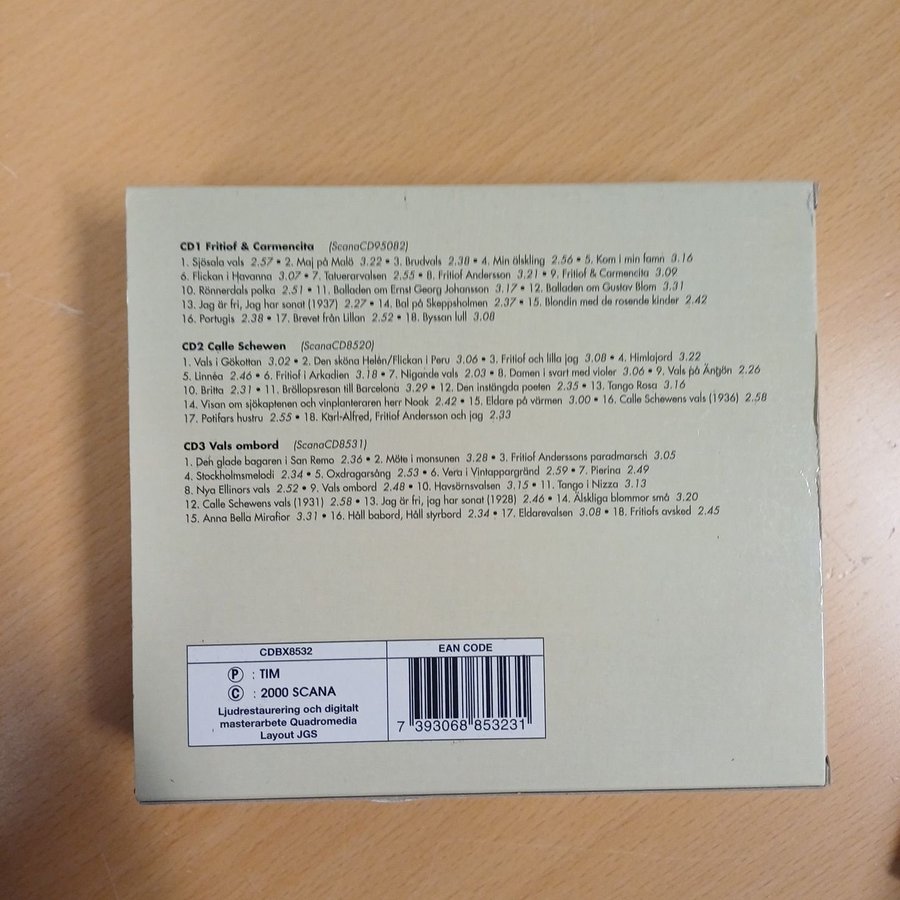 CD1 Fritiof & Carmencita (ScanaCD95082)
1. Sjösala vals 2.57 • 2. Maj på Malö 3.22 • 3. Brudvals 2.38 • 4. Min älskling 2.56 • 5. Kom i min famn 3.16
6. Flickan i Havanna 3.07 • 7. Tatuerarvalsen 2.55 • 8. Fritiof Andersson 3.21 • 9. Fritiof & Carmencita 3.09
10. Rönnerdals polka 2.51 • 11. Balladen om Ernst Georg Johansson 3.17 • 12. Balladen om Gustav Blom 3.31
13. Jag är fri, Jag har sonat (1937) 2.27 • 14. Bal på Skeppsholmen 2.37 • 15. Blondin med de rosende kinder 2.42
16. Portugis 2.38 • 17. Brevet från Lillan 2.52 • 18. Byssan lull 3.08
CD2 Calle Schewen (ScanaCD8520)
1. Vals i Gökottan 3.02 • 2. Den sköna Helén/Flickan i Peru 3.06 • 3. Fritiof och lilla jag 3.08 • 4. Himlajord 3.22
5. Linnéa 2.46 • 6. Fritiof i Arkadien 3.18 • 7. Nigande vals 2.03 • 8. Damen i svart med violer 3.06 • 9. Vals på Ängön 2.26
10. Britta 2.31 • 11. Bröllopsresan till Barcelona 3.29 • 12. Den instängda poeten 2.35 • 13. Tango Rosa 3.16
14. Visan om sjökaptenen och vinplanteraren herr Noak 2.42 • 15. Eldare på värmen 3.00 • 16. Calle Schewens vals (1936) 2.58
17. Potifars hustru 2.55 • 18. Karl-Alfred, Fritiof Andersson och jag 2.33
CD3 Vals ombord (ScanaCD8531)
1. Den glade bagaren i San Remo 2.36 • 2. Möte i monsunen 3.28 • 3. Fritiof Anderssons paradmarsch 3.05
4. Stockholmsmelodi 2.34 • 5. Oxdragarsång 2.53 • 6. Vera i Vintappargränd 2.59 • 7. Pierina 2.49
8. Nya Ellinors vals 2.52 • 9. Vals ombord 2.48 • 10. Havsörnsvalsen 3.15 • 11. Tango i Nizza 3.13
12. Calle Schewens vals (1931) 2.58 • 13. Jag är fri, jag har sonat (1928) 2.46 • 14. Älskliga blommor små 3.20
15. Anna Bella Mirafior 3.31 • 16. Håll babord, Håll styrbord 2.34 • 17. Eldarevalsen 3.08 • 18. Fritiofs avsked 2.45
CDBX8532
Ⓟ : TIM
© : 2000 SCANA
Ljudrestaurering och digitalt
masterarbete Quadromedia
Layout JGS
EAN CODE
7 393068 853231